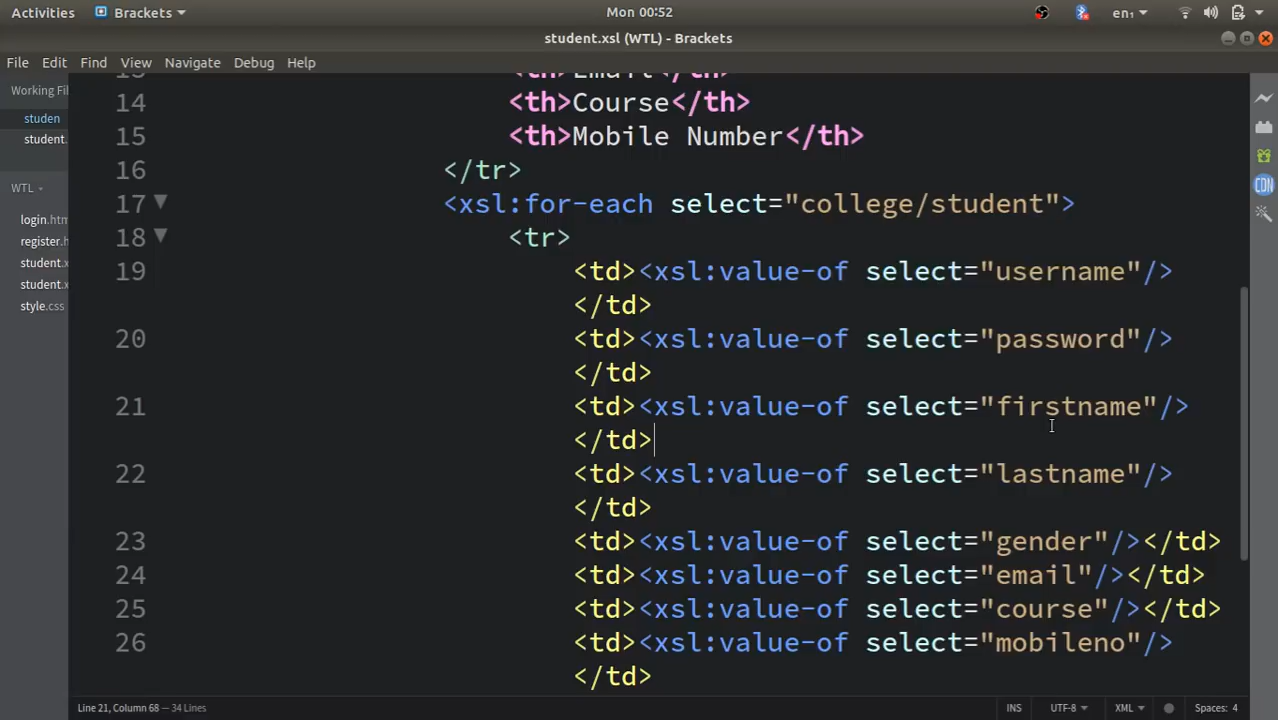 Activities Brackets Mon 00:52 en1
student.xsl (WTL) - Brackets
File Edit Find View Navigate Debug Help
Working Fil
studen
student.
WTL
login.htm
register.h
student.x
student.x
style.css
13 <th>Email</th>
14 <th>Course</th>
15 <th>Mobile Number</th>
16 </tr>
17 <xsl:for-each select="college/student">
18 <tr>
19 <td><xsl:value-of select="username"/>
</td>
20 <td><xsl:value-of select="password"/>
</td>
21 <td><xsl:value-of select="firstname"/>
</td>
22 <td><xsl:value-of select="lastname"/>
</td>
23 <td><xsl:value-of select="gender"/></td>
24 <td><xsl:value-of select="email"/></td>
25 <td><xsl:value-of select="course"/></td>
26 <td><xsl:value-of select="mobileno"/>
</td>
CDN
Line 21, Column 68 — 34 Lines INS UTF-8 XML Spaces: 4